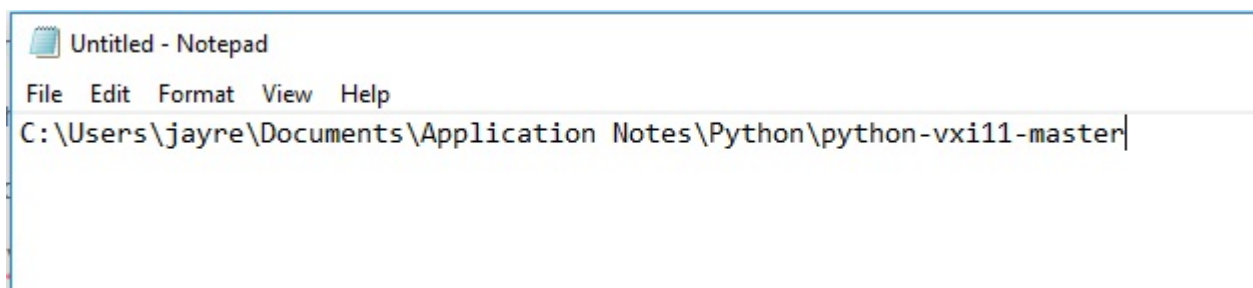 Untitled - Notepad
File Edit Format View Help
C:\Users\jayre\Documents\Application Notes\Python\python-vxi11-master